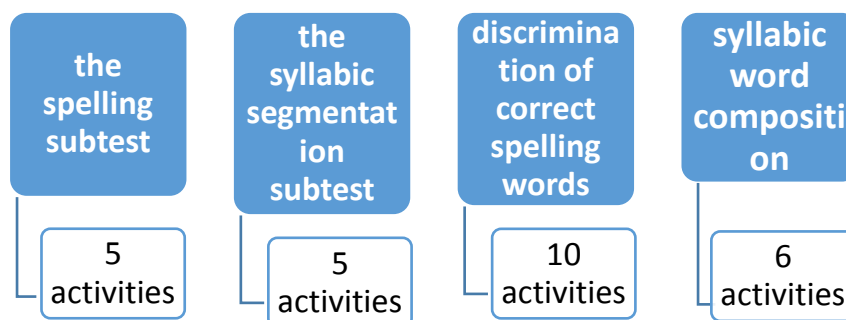 the
spelling
subtest
5
activities
the
syllabic
segmentat
ion
subtest
5
activities
discrimina
tion of
correct
spelling
words
10
activities
syllabic
word
compositi
on
6
activities